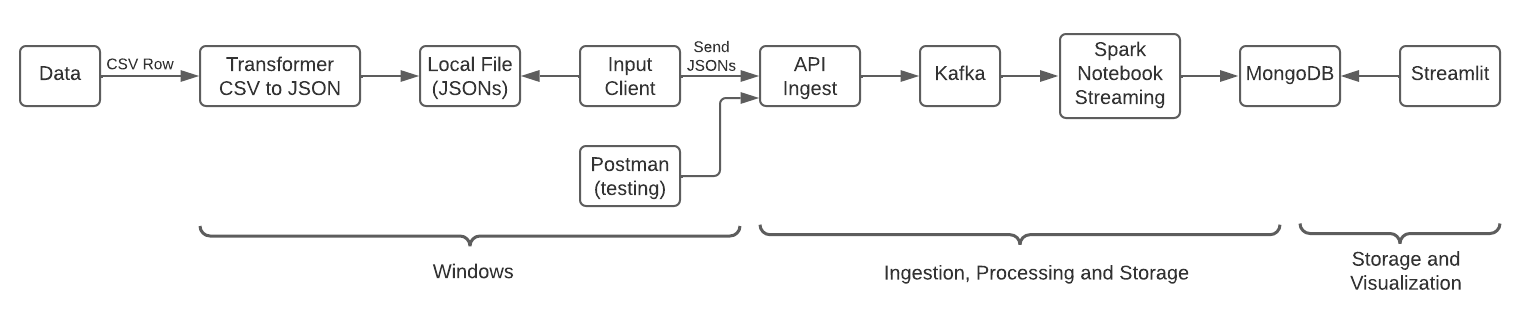 Data
CSV Row
Transformer
CSV to JSON
Local File
(JSONs)
Input
Client
Send
JSONs
API
Ingest
Kafka
Spark
Notebook
Streaming
MongoDB
Streamlit
Postman
(testing)
Windows
Ingestion, Processing and Storage
Storage and
Visualization